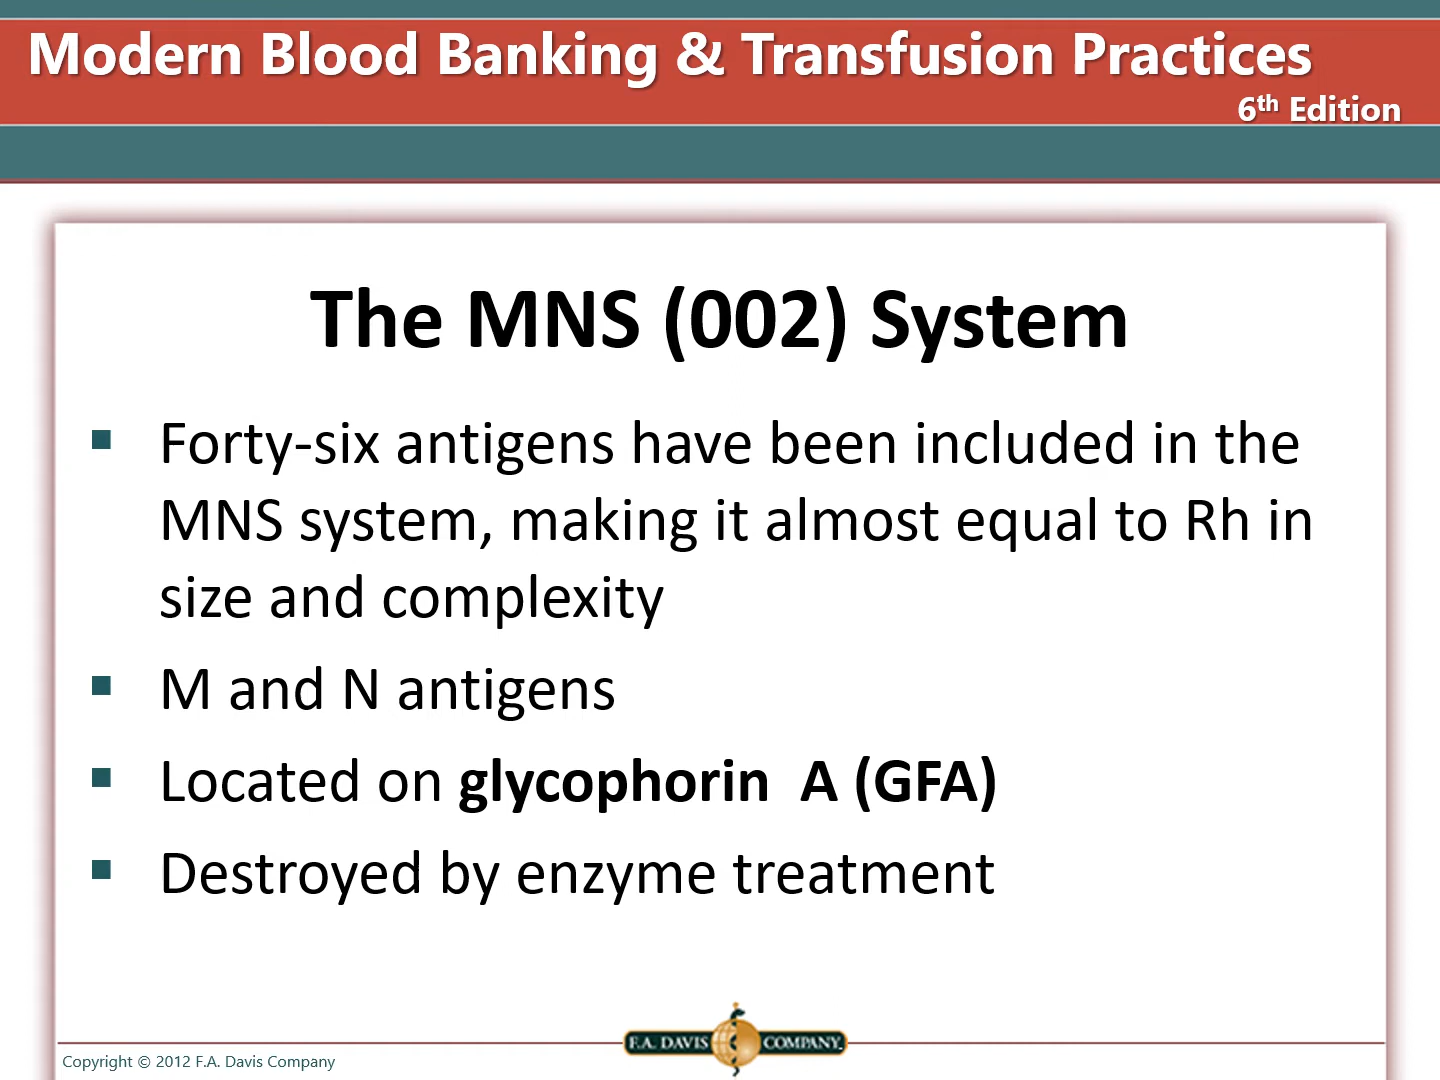 Modern Blood Banking & Transfusion Practices
6th Edition
The MNS (002) System
▪ Forty-six antigens have been included in the
MNS system, making it almost equal to Rh in
size and complexity
▪ M and N antigens
▪ Located on glycophorin A (GFA)
▪ Destroyed by enzyme treatment
F.A. DAVIS COMPANY
Copyright © 2012 F.A. Davis Company